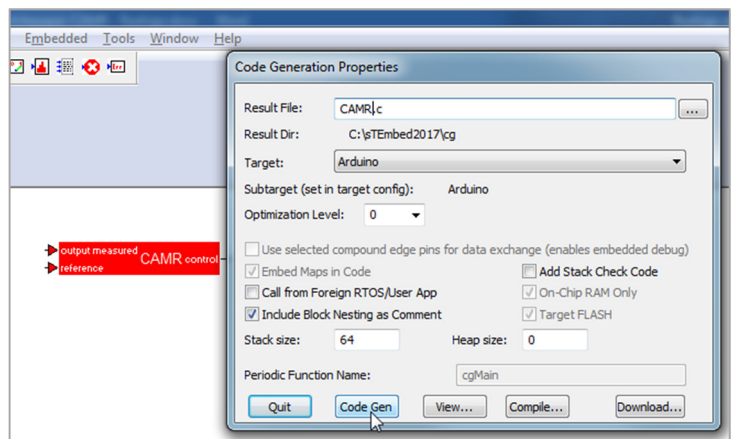 Embedded Tools Window Help
Code Generation Properties
Result File: CAMR.c ...
Result Dir: C:\sTEmbed2017\cg
Target: Arduino
Subtarget (set in target config): Arduino
Optimization Level: 0
Use selected compound edge pins for data exchange (enables embedded debug)
Embed Maps in Code Add Stack Check Code
Call from Foreign RTOS/User App On-Chip RAM Only
Include Block Nesting as Comment Target FLASH
Stack size: 64 Heap size: 0
Periodic Function Name: cgMain
Quit Code Gen View... Compile... Download...
output measured CAMR control
reference